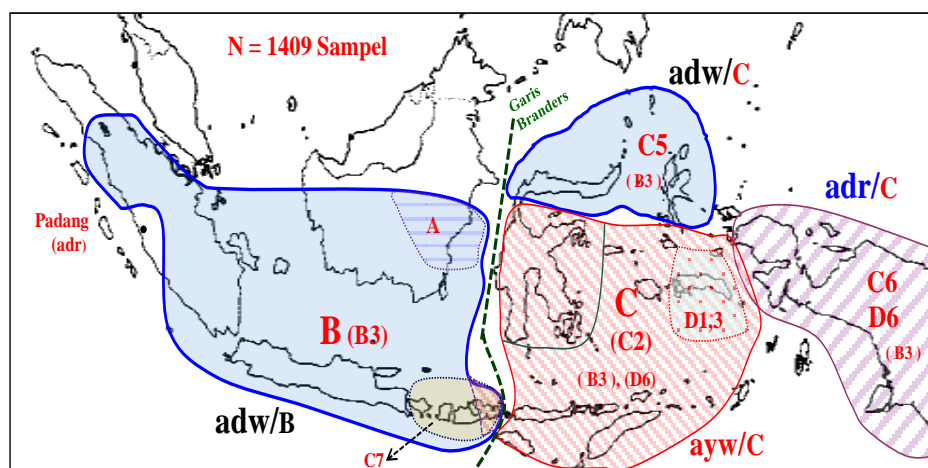 N = 1409 Sampel
Garis
Branders
adw/C
C5
(B3)
adr/C
Padang
(adr)
A
B (B3)
C
(C2)
D1,3
C6
D6
(B3)
(B3), (D6)
adw/B
C7
ayw/C